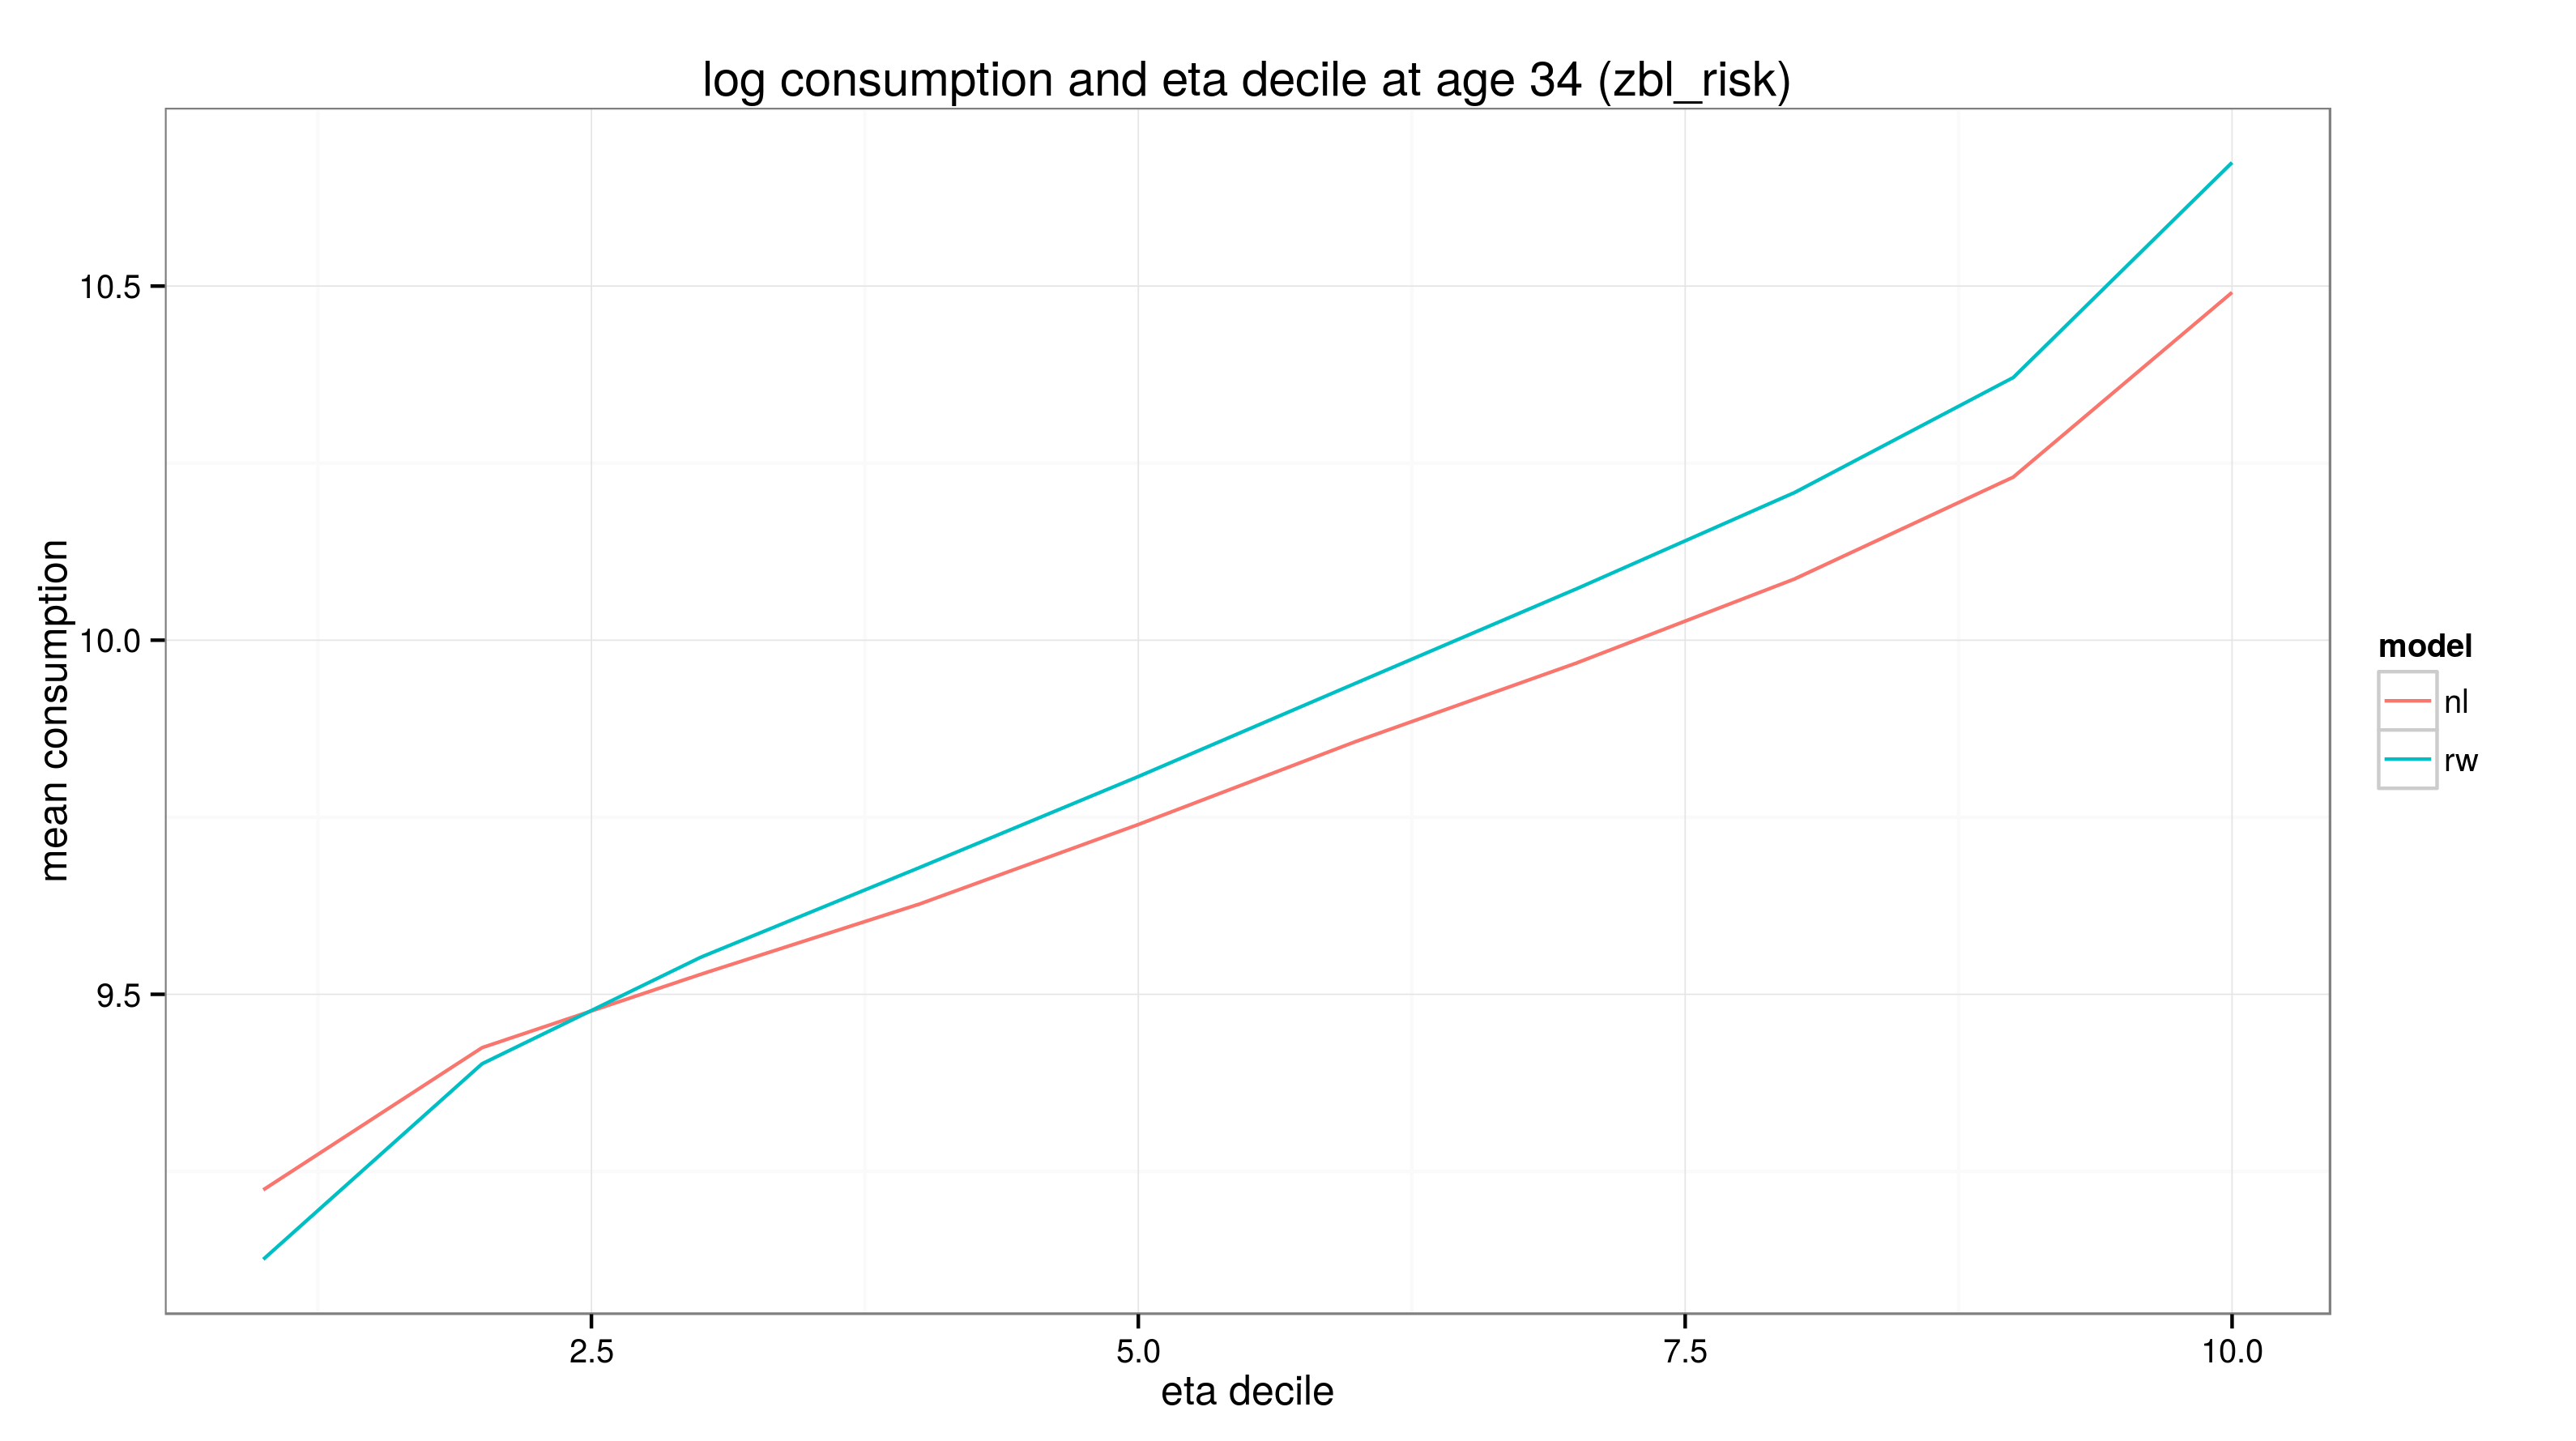 log consumption and eta decile at age 34 (zbl_risk)
mean consumption
10.5
10.0
9.5
2.5 5.0 7.5 10.0
eta decile
model
nl
rw